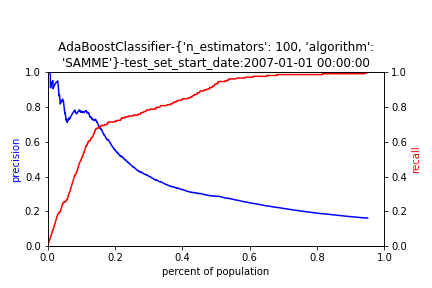 AdaBoostClassifier-{'n_estimators': 100, 'algorithm':
'SAMME'}-test_set_start_date:2007-01-01 00:00:00
1.0
0.8
0.6
0.4
0.2
0.0
precision
1.0
0.8
0.6
0.4
0.2
0.0
recall
0.0 0.2 0.4 0.6 0.8 1.0
percent of population